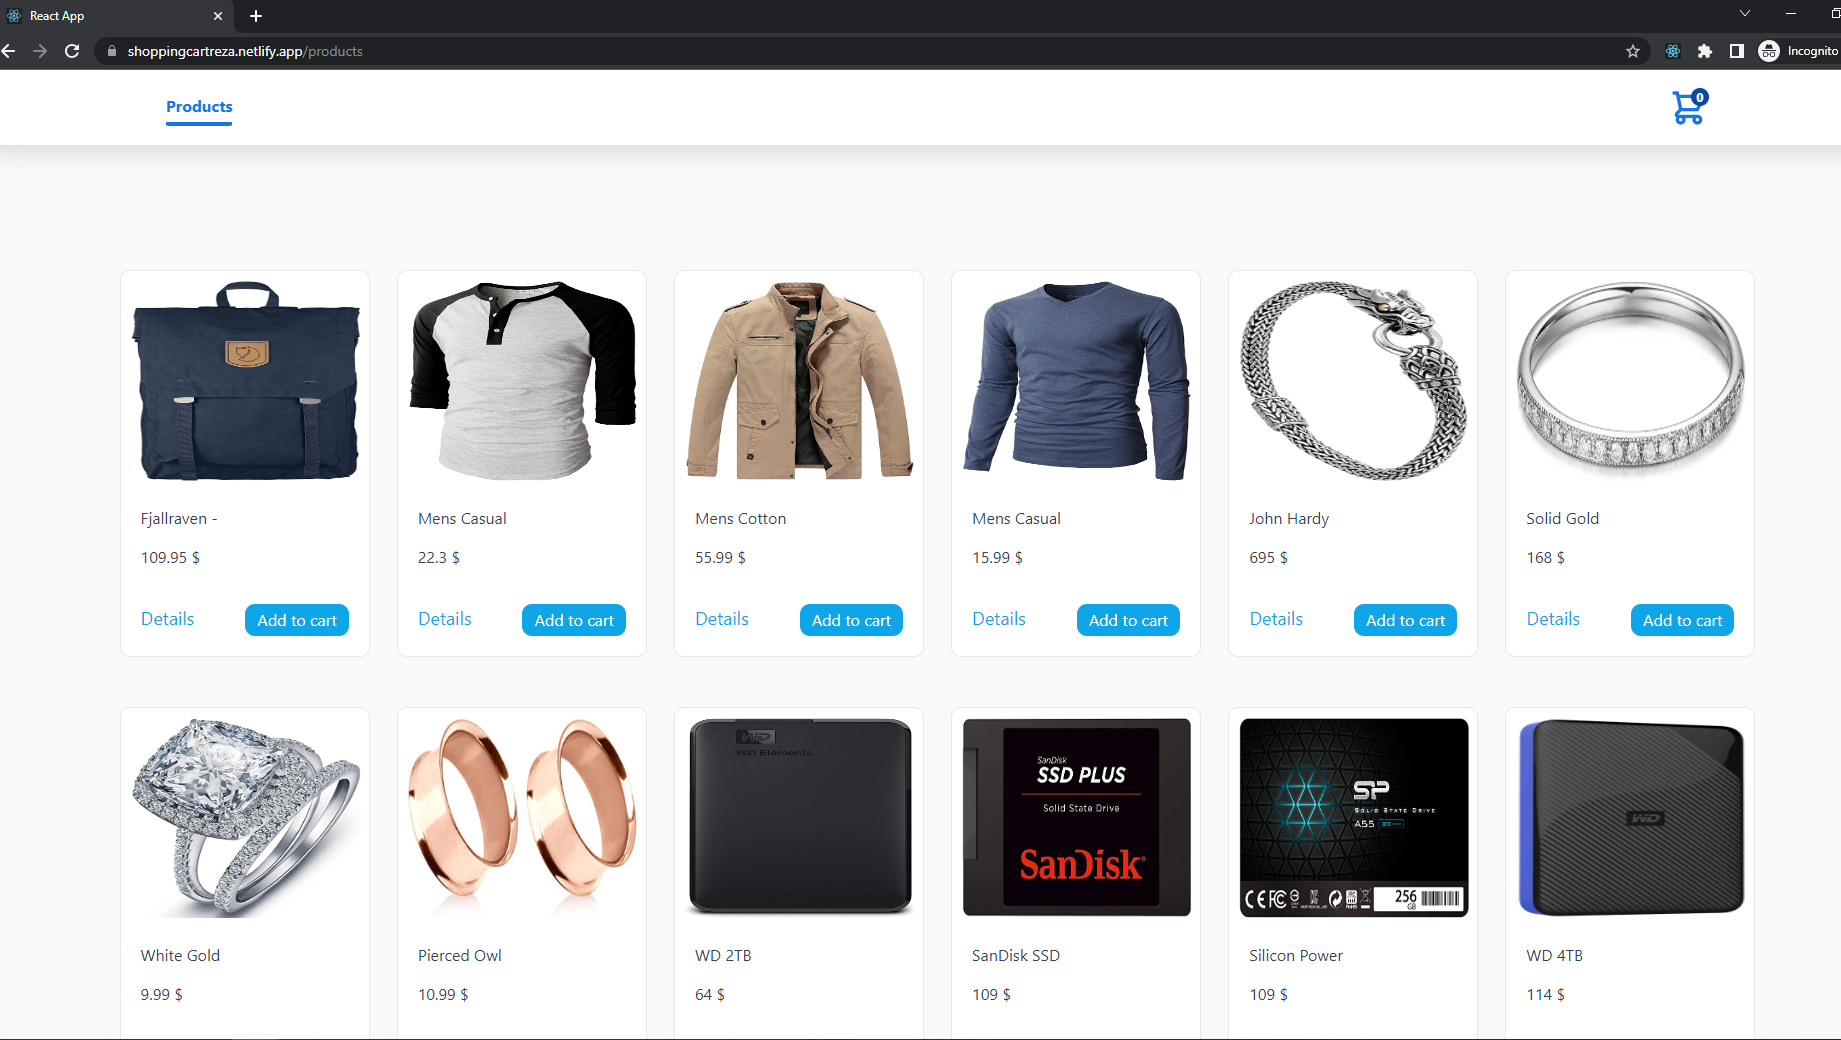 React App
shoppingcartreza.netlify.app/products
Incognito
Products
0
Fjallraven -
109.95 $
Details
Add to cart
Mens Casual
22.3 $
Details
Add to cart
Mens Cotton
55.99 $
Details
Add to cart
Mens Casual
15.99 $
Details
Add to cart
John Hardy
695 $
Details
Add to cart
Solid Gold
168 $
Details
Add to cart
White Gold
9.99 $
Pierced Owl
10.99 $
WD
WD Elements
WD 2TB
64 $
SanDisk
SSD PLUS
Solid State Drive
SanDisk
SanDisk SSD
109 $
SP
SOLID STATE DRIVE
A55
256
GB
Silicon Power
109 $
WD
WD 4TB
114 $